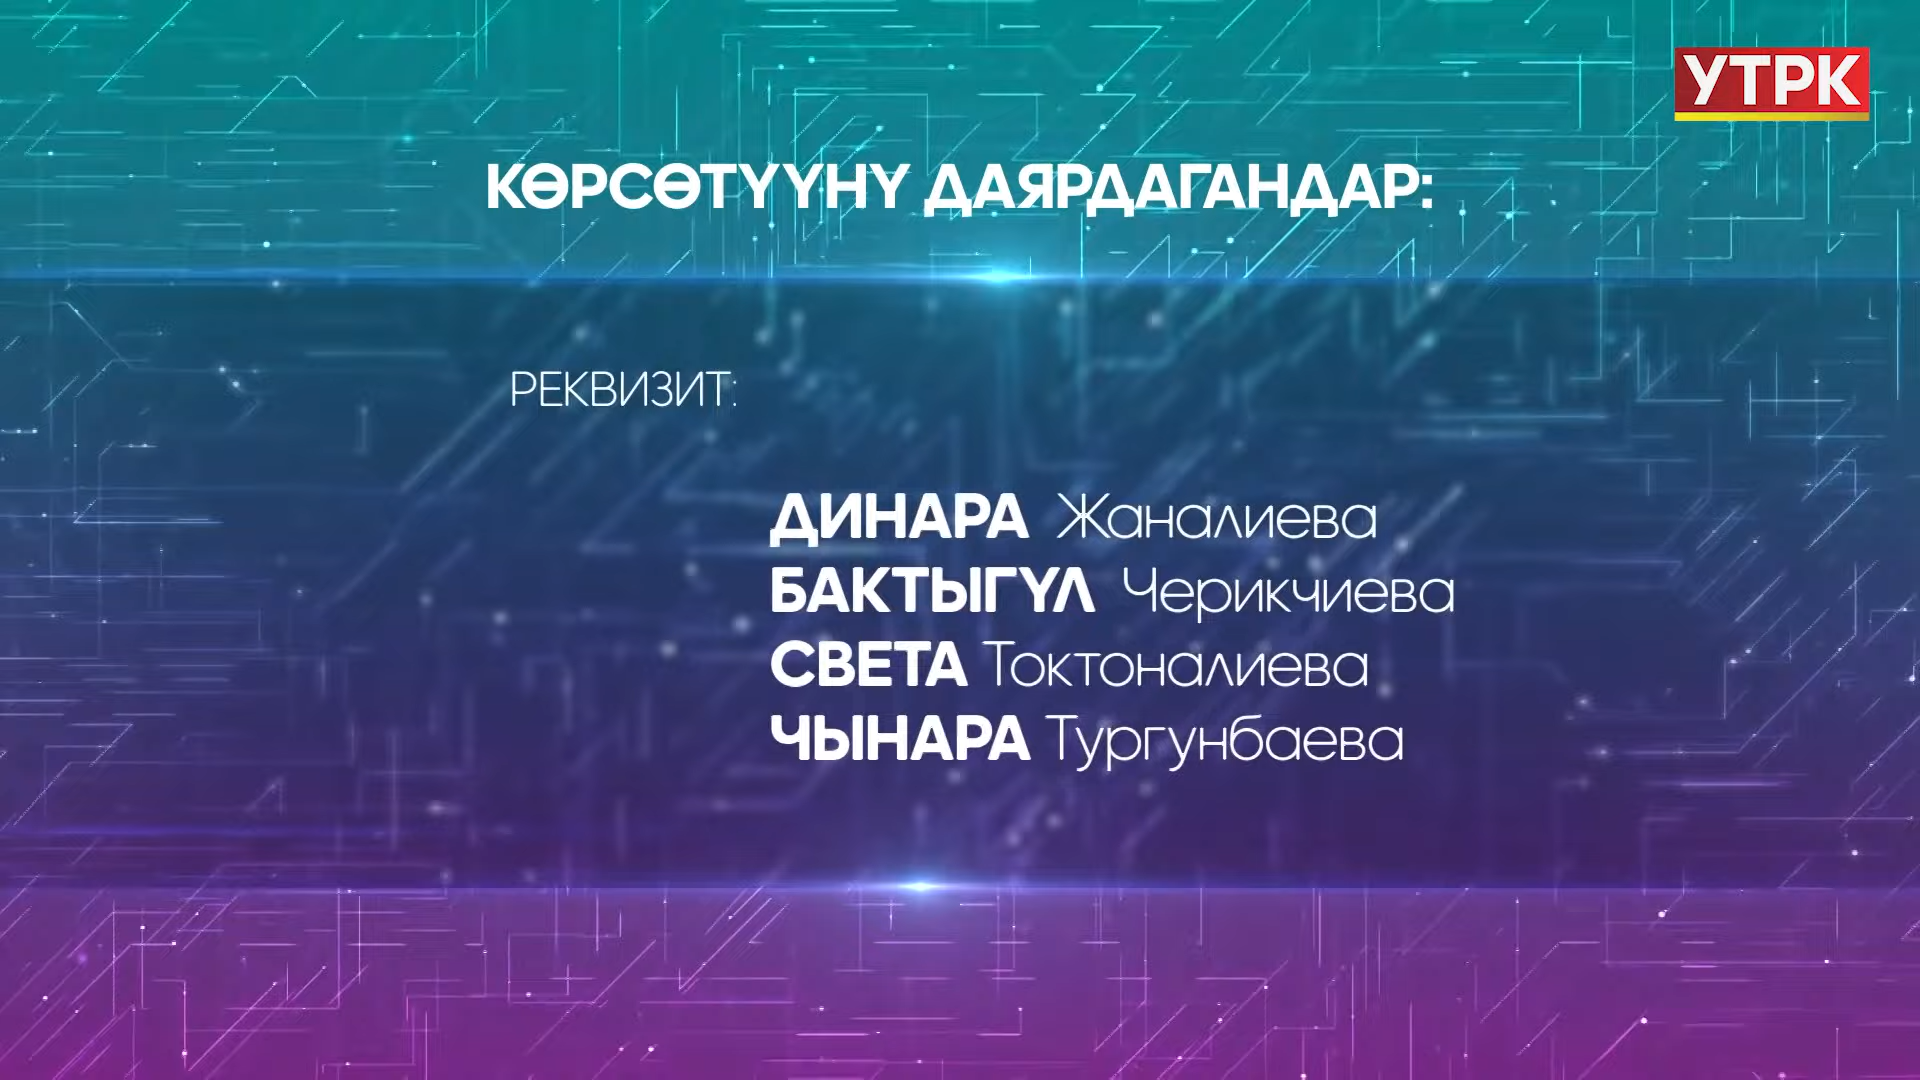 УТРК
КӨРСӨТҮҮНҮ ДАЯРДАГАНДАР:
РЕКВИЗИТ:
ДИНАРА Жаналиева
БАКТЫГҮЛ Черикчиева
СВЕТА Токтоналиева
ЧЫНАРА Тургунбаева